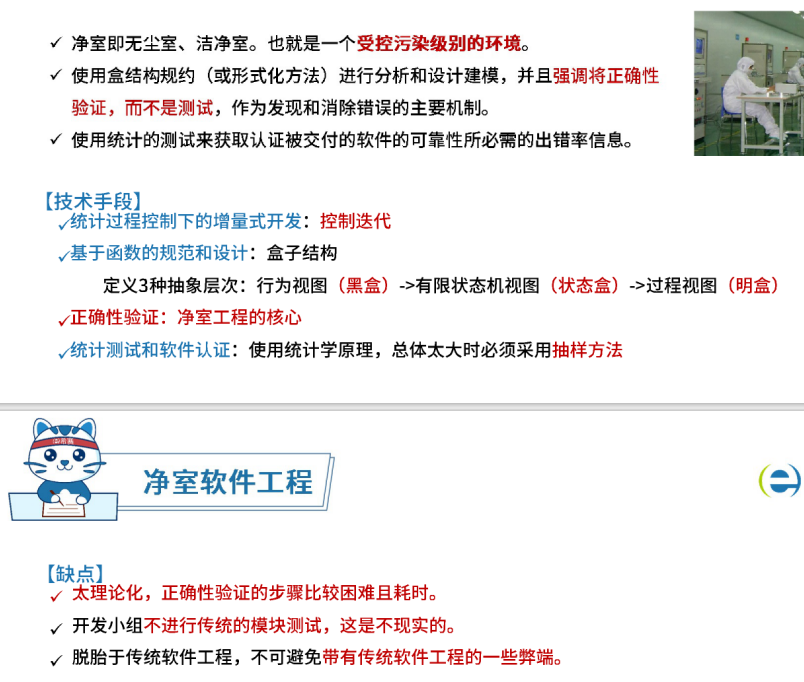 ✓ 净室即无尘室、洁净室。也就是一个受控污染级别的环境。
✓ 使用盒结构规约（或形式化方法）进行分析和设计建模，并且强调将正确性
验证，而不是测试，作为发现和消除错误的主要机制。
✓ 使用统计的测试来获取认证被交付的软件的可靠性所必需的出错率信息。
【技术手段】
✓统计过程控制下的增量式开发：控制迭代
✓基于函数的规范和设计：盒子结构
定义3种抽象层次：行为视图（黑盒）->有限状态机视图（状态盒）->过程视图（明盒）
✓正确性验证：净室工程的核心
✓统计测试和软件认证：使用统计学原理，总体太大时必须采用抽样方法
净室软件工程
【缺点】
✓ 太理论化，正确性验证的步骤比较困难且耗时。
✓ 开发小组不进行传统的模块测试，这是不现实的。
✓ 脱胎于传统软件工程，不可避免带有传统软件工程的一些弊端。